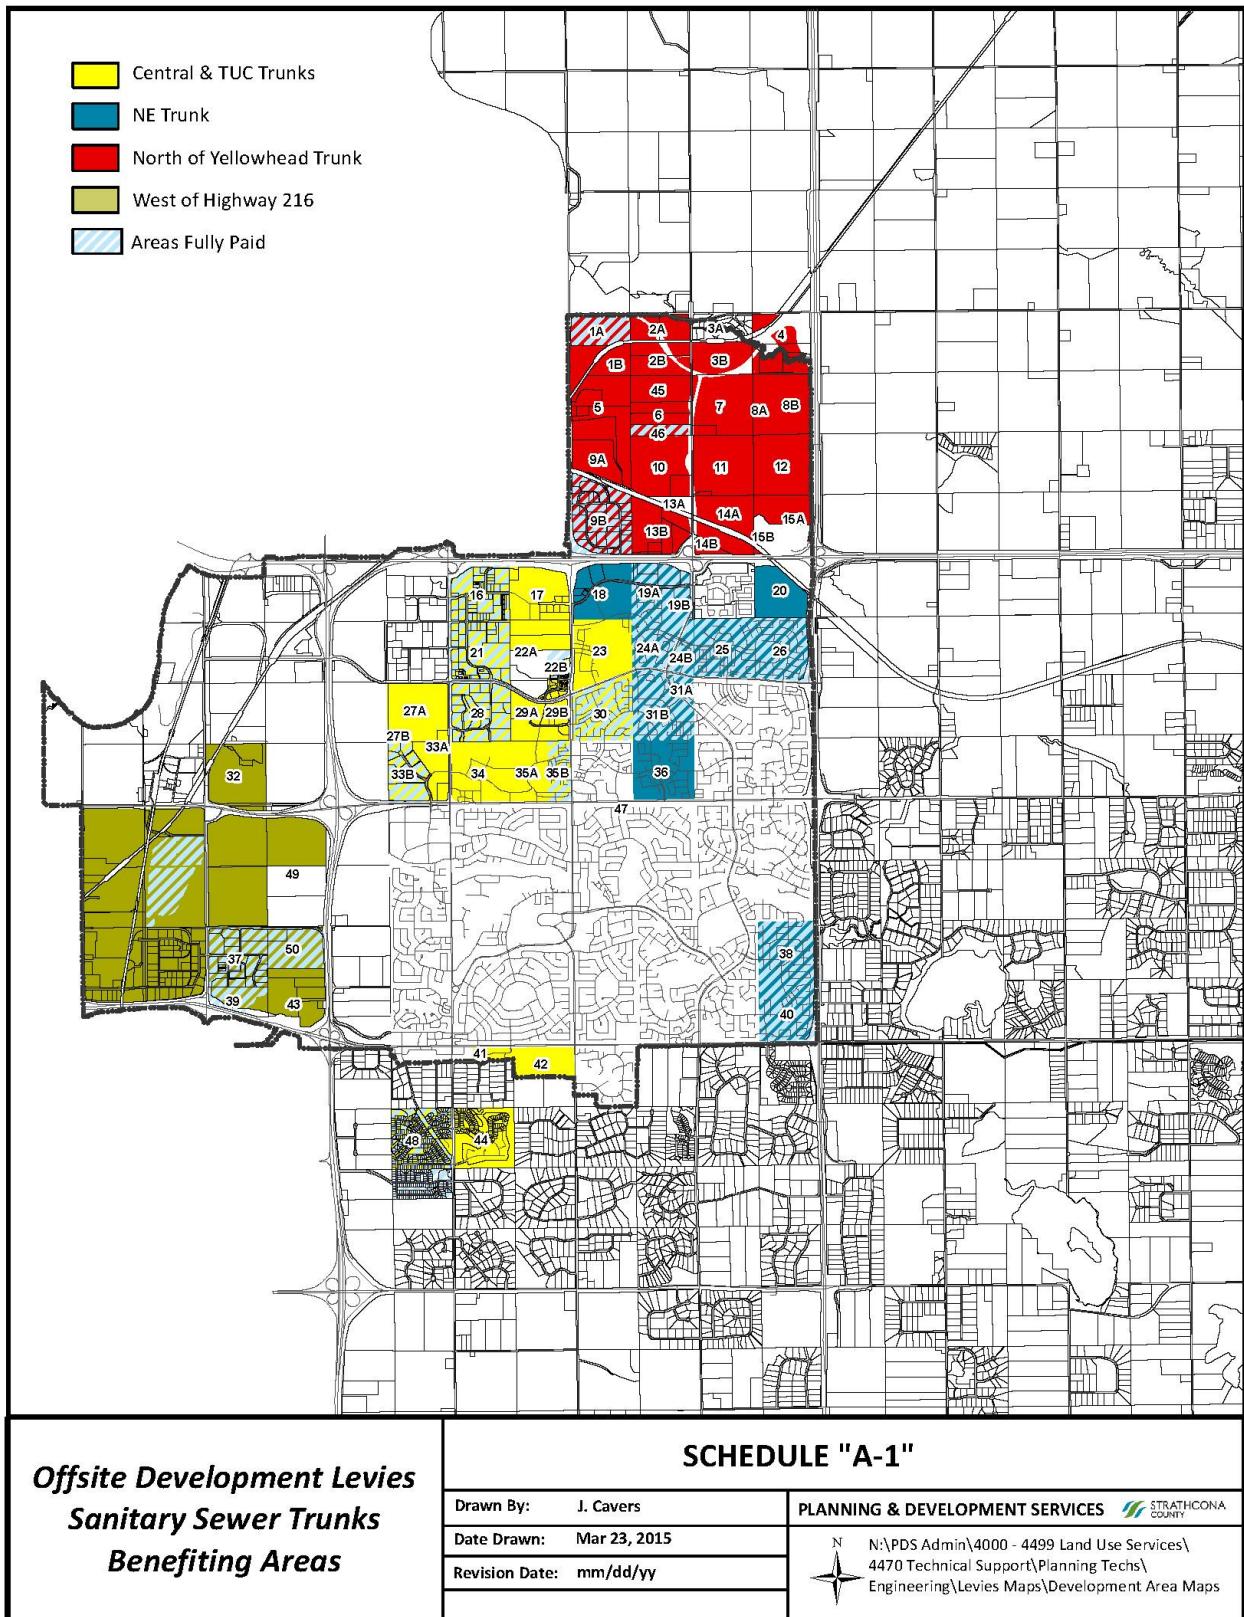 Central & TUC Trunks
NE Trunk
North of Yellowhead Trunk
West of Highway 216
Areas Fully Paid
1A
2A
3A
4
1B
2B
3B
45
5
6
7
8A
8B
46
9A
10
11
12
13A
9B
13B
14A
14B
15A
15B
16
17
18
19A
19B
20
21
22A
22B
23
24A
24B
25
26
27A
28
29A
29B
30
31A
31B
27B
33A
33B
34
35A
35B
36
32
47
49
37
50
38
39
43
40
41
42
48
44
Offsite Development Levies
Sanitary Sewer Trunks
Benefiting Areas
SCHEDULE "A-1"
Drawn By: J. Cavers
Date Drawn: Mar 23, 2015
Revision Date: mm/dd/yy
PLANNING & DEVELOPMENT SERVICES
STRATHCONA
COUNTY
N
N:\PDS Admin\4000 - 4499 Land Use Services\
4470 Technical Support\Planning Techs\
Engineering\Levies Maps\Development Area Maps